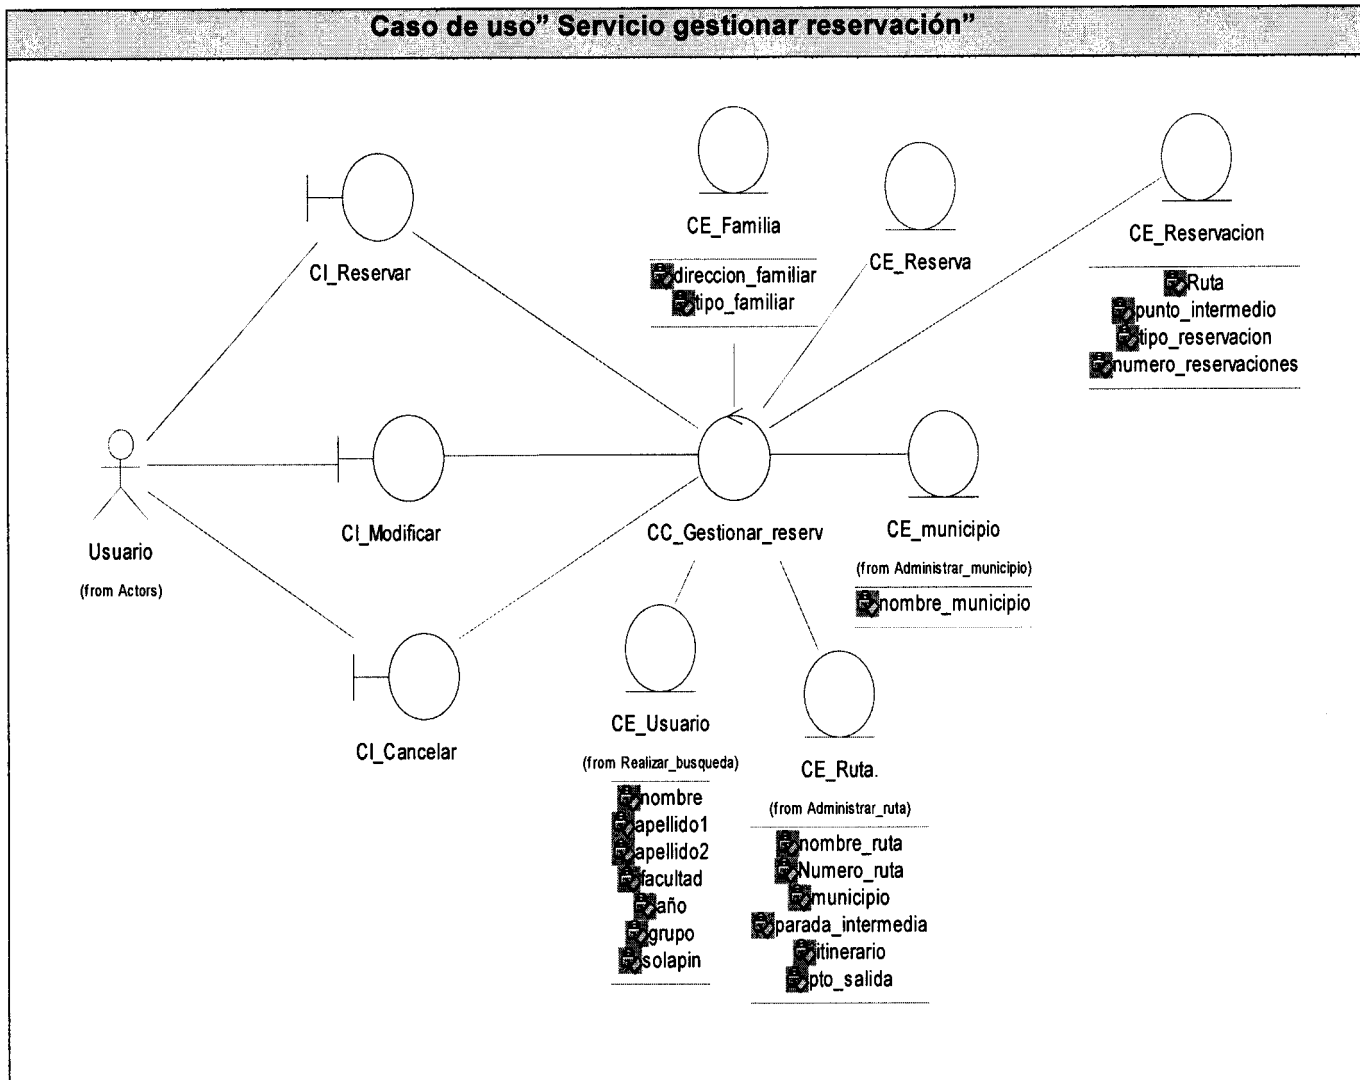 Caso de uso” Servicio gestionar reservación”
CI_Reservar
CE_Familia
direccion_familiar
tipo_familiar
CE_Reserva
CE_Reservacion
Ruta
punto_intermedio
tipo_reservacion
numero_reservaciones
Usuario
(from Actors)
CI_Modificar
CC_Gestionar_reserv
CE_municipio
(from Administrar_municipio)
nombre_municipio
CI_Cancelar
CE_Usuario
(from Realizar_busqueda)
nombre
apellido1
apellido2
facultad
año
grupo
solapin
CE_Ruta.
(from Administrar_ruta)
nombre_ruta
Numero_ruta
municipio
parada_intermedia
itinerario
pto_salida